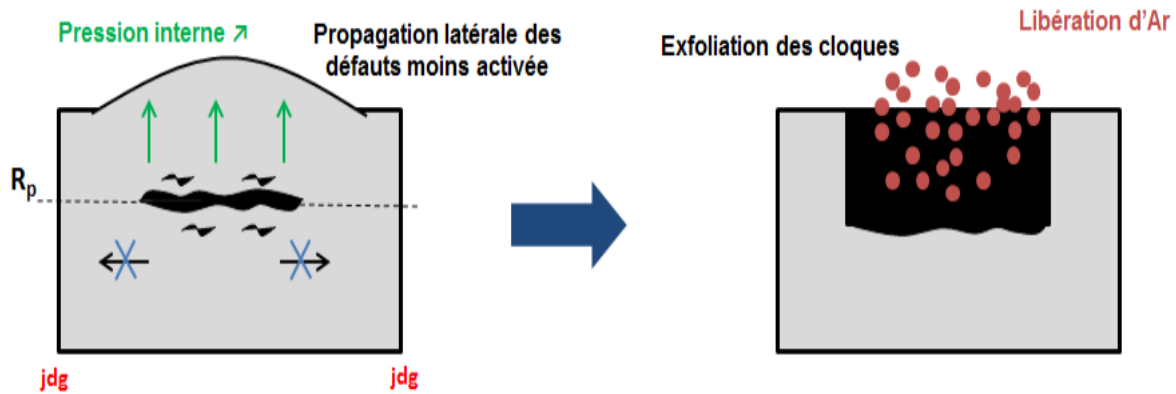 Pression interne ↗
Propagation latérale des
défauts moins activée
Rp
jdg
jdg
Exfoliation des cloques
Libération d'Ar